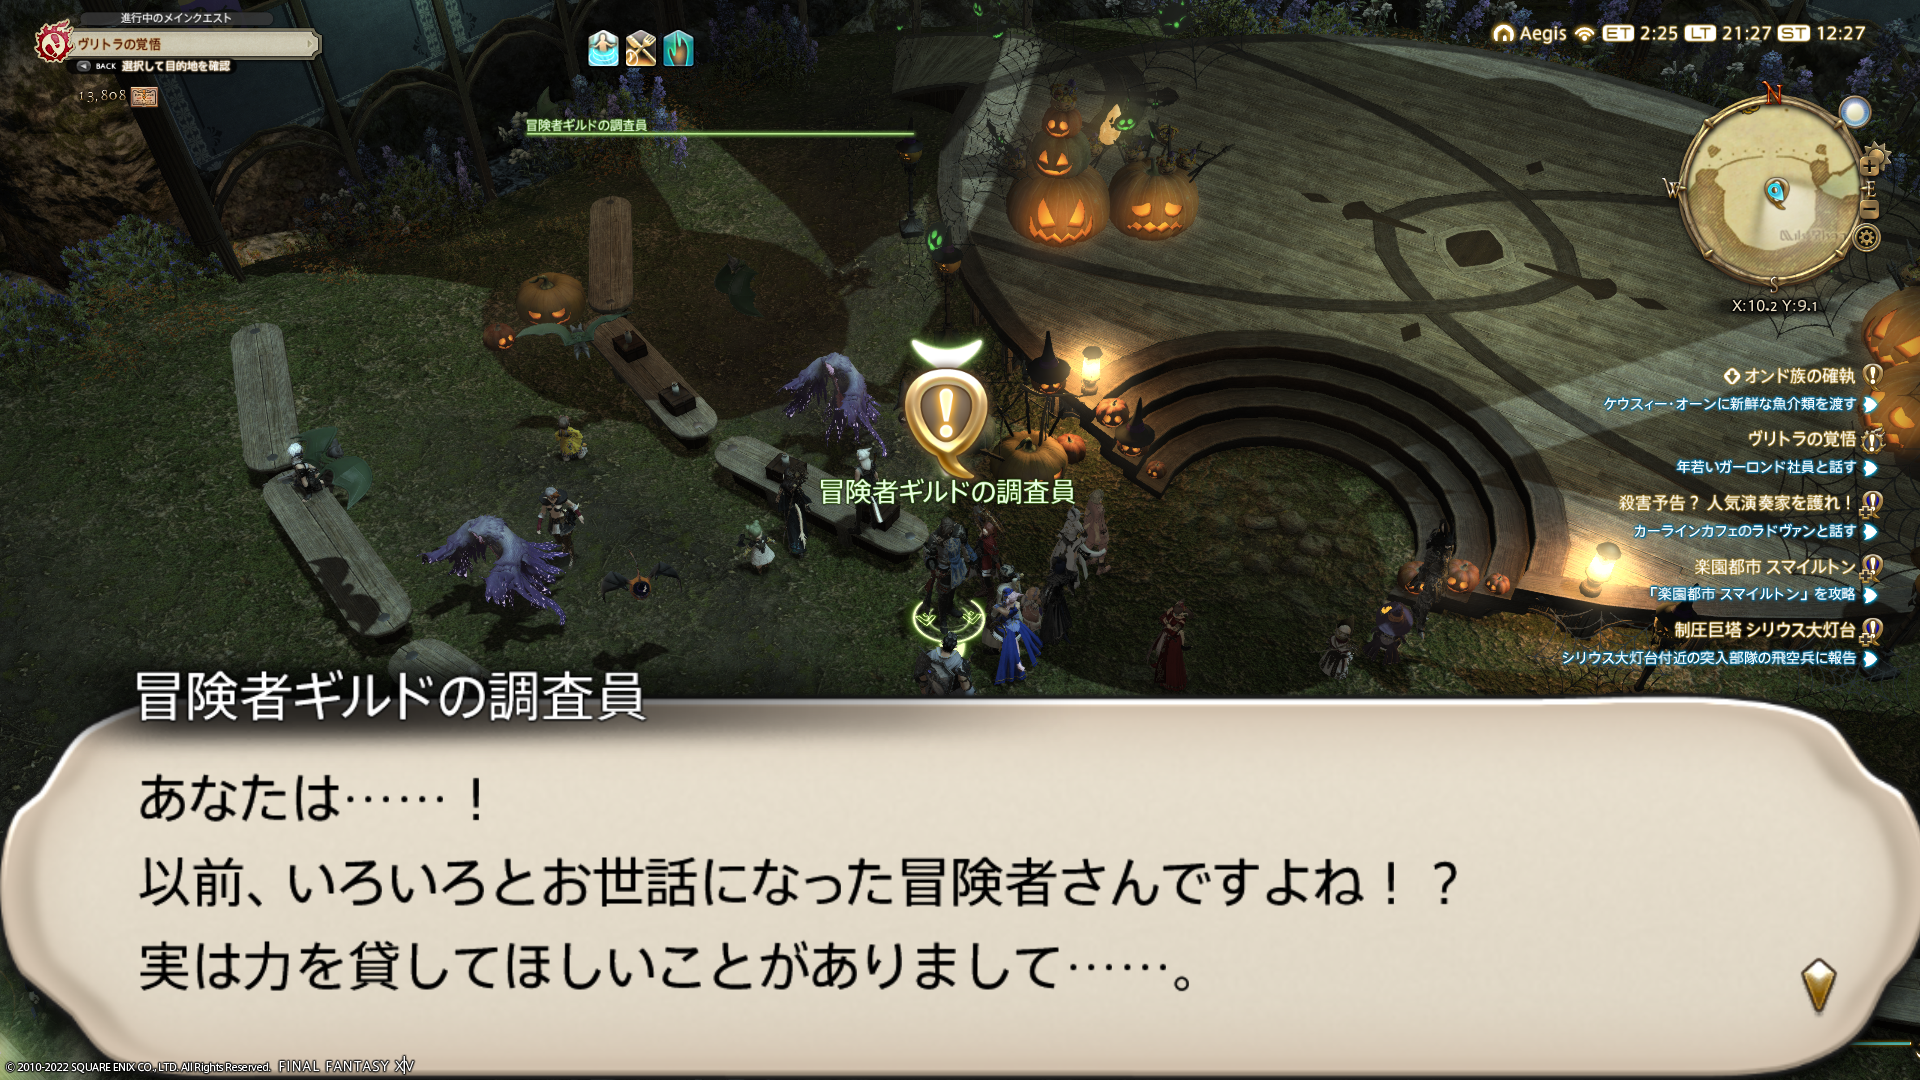 進行中のメインクエスト
ヴリトラの覚悟
BACK 選択して目的地を確認
13,808
Aegis ET 2:25 LT 21:27 ST 12:27
冒険者ギルドの調査員
N
W
E
S
X:10.2 Y:9.1
オンド族の確執
ケウスィー・オーンに新鮮な魚介類を渡す
ヴリトラの覚悟
年若いガーロンド社員と話す
殺害予告？ 人気演奏家を護れ！
カーラインカフェのラドヴァンと話す
楽園都市 スマイルトン
「楽園都市 スマイルトン」を攻略
制圧巨塔 シリウス大灯台
シリウス大灯台付近の突入部隊の飛空兵に報告
冒険者ギルドの調査員
冒険者ギルドの調査員
あなたは……！
以前、いろいろとお世話になった冒険者さんですよね！？
実は力を貸してほしいことがありまして……。
© 2010-2022 SQUARE ENIX CO., LTD. All Rights Reserved. FINAL FANTASY XIV